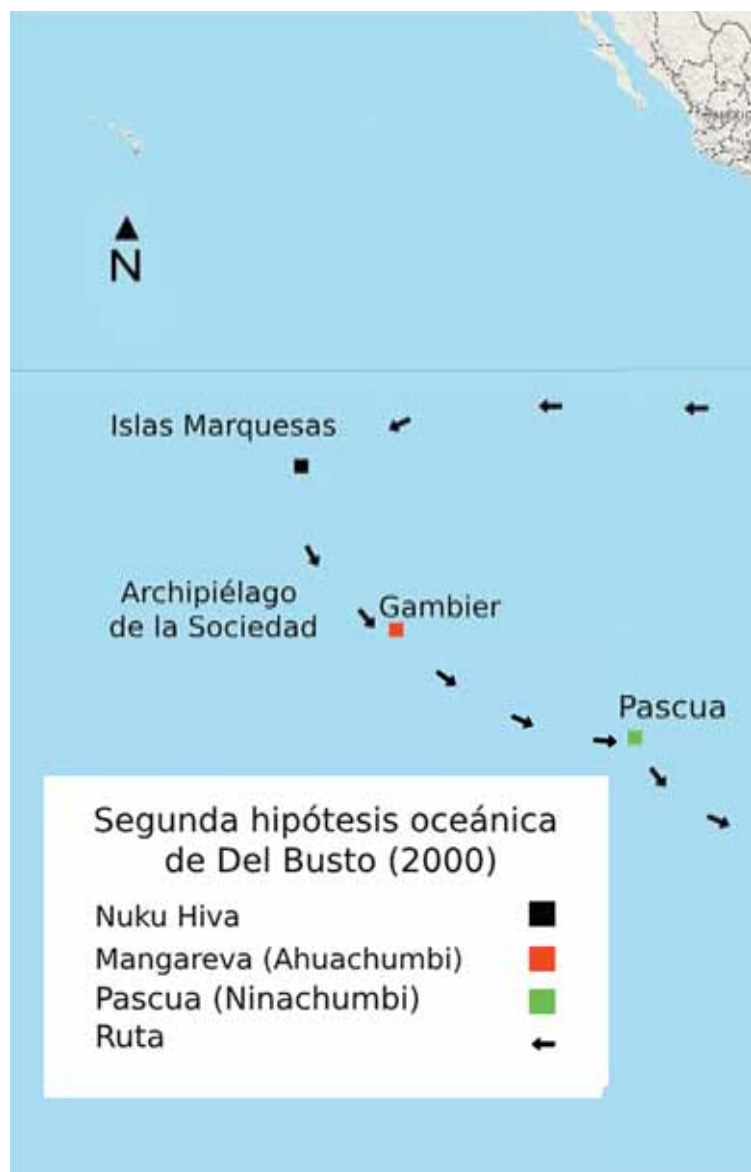 N
Islas Marquesas
Archipiélago
de la Sociedad
Gambier
Pascua
Segunda hipótesis oceánica
de Del Busto (2000)
Nuku Hiva
Mangareva (Ahuachumbi)
Pascua (Ninachumbi)
Ruta